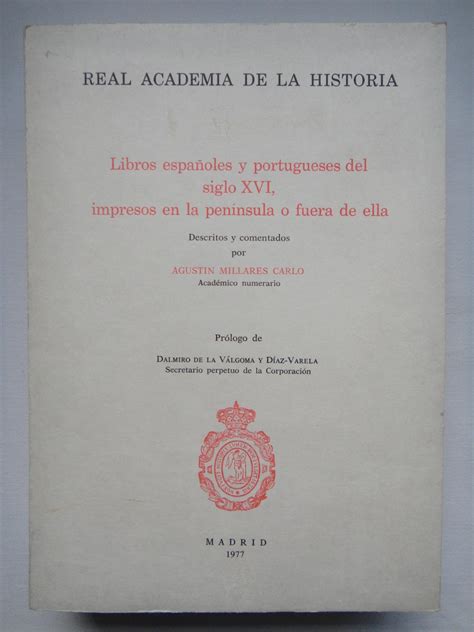 REAL ACADEMIA DE LA HISTORIA
Libros españoles y portugueses del
siglo XVI,
impresos en la península o fuera de ella
Descritos y comentados
por
AGUSTIN MILLARES CARLO
Académico numerario
Prólogo de
DALMIRO DE LA VÁLGOMA Y DÍAZ-VARELA
Secretario perpetuo de la Corporación
MADRID
1977